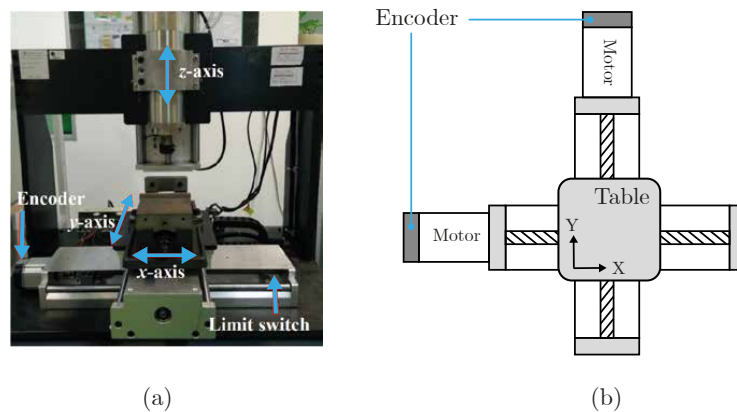 z-axis
Encoder
y-axis
x-axis
Limit switch
(a)
Encoder
Motor
Table
Motor
Y
X
(b)